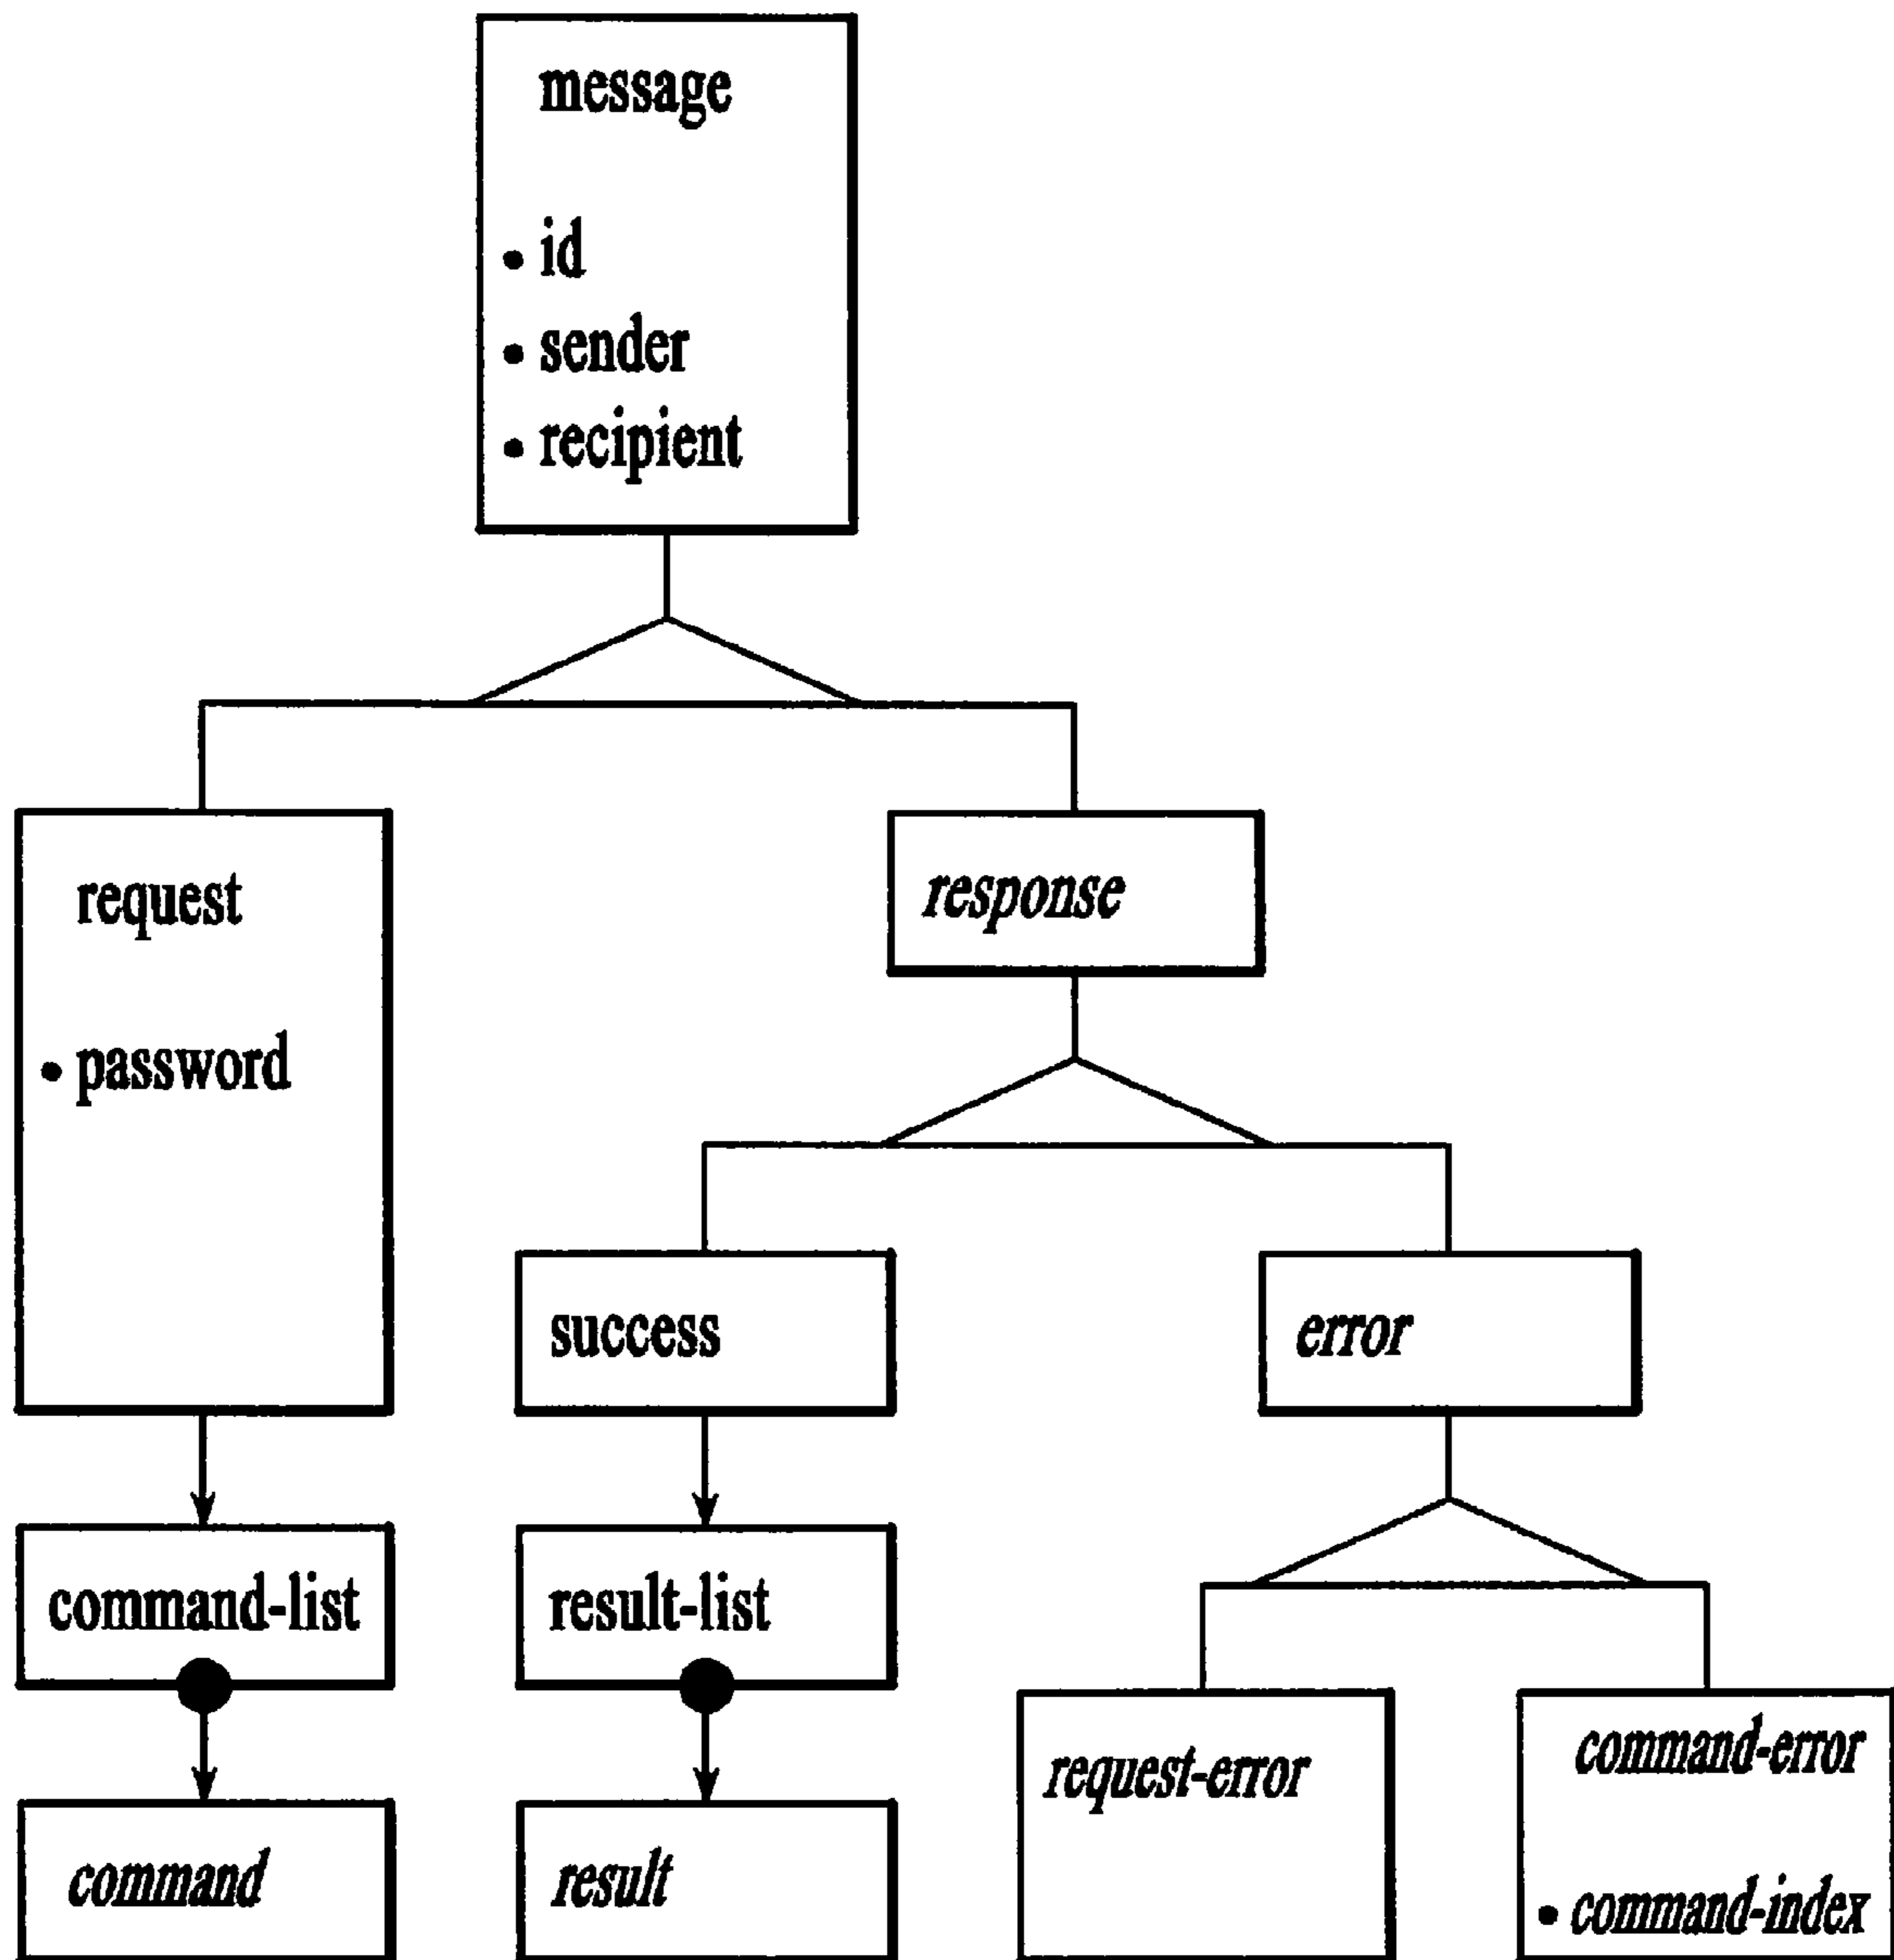 message
• id
• sender
• recipient
request
• password
response
success
error
command-list
result-list
command
result
request-error
command-error
• command-index